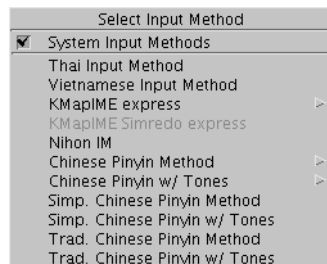 Select Input Method
System Input Methods
Thai Input Method
Vietnamese Input Method
KMapIME express
KMapIME Simredo express
Nihon IM
Chinese Pinyin Method
Chinese Pinyin w/ Tones
Simp. Chinese Pinyin Method
Simp. Chinese Pinyin w/ Tones
Trad. Chinese Pinyin Method
Trad. Chinese Pinyin w/ Tones